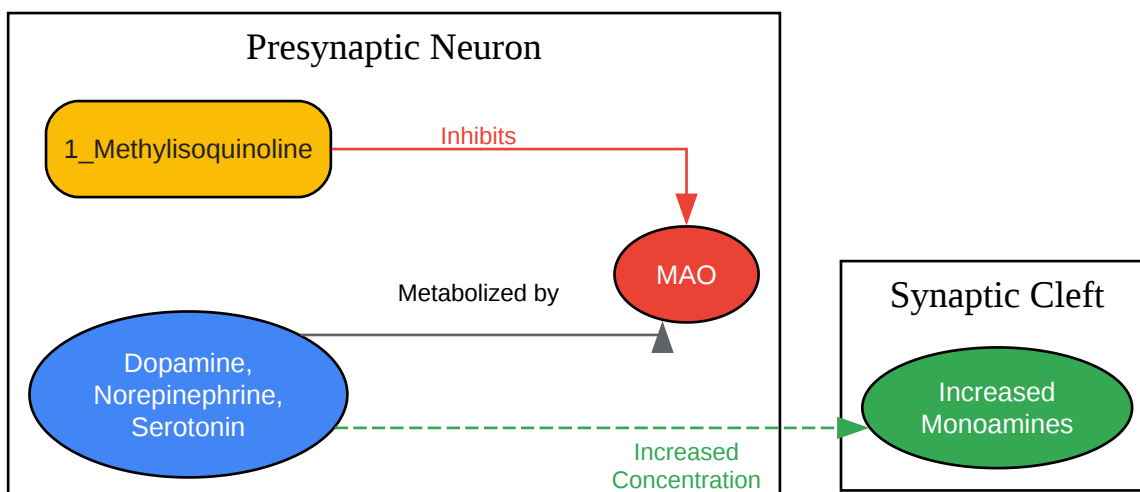 Presynaptic Neuron
1_Methylisoquinoline
Inhibits
MAO
Metabolized by
Dopamine,
Norepinephrine,
Serotonin
Increased
Concentration
Synaptic Cleft
Increased
Monoamines